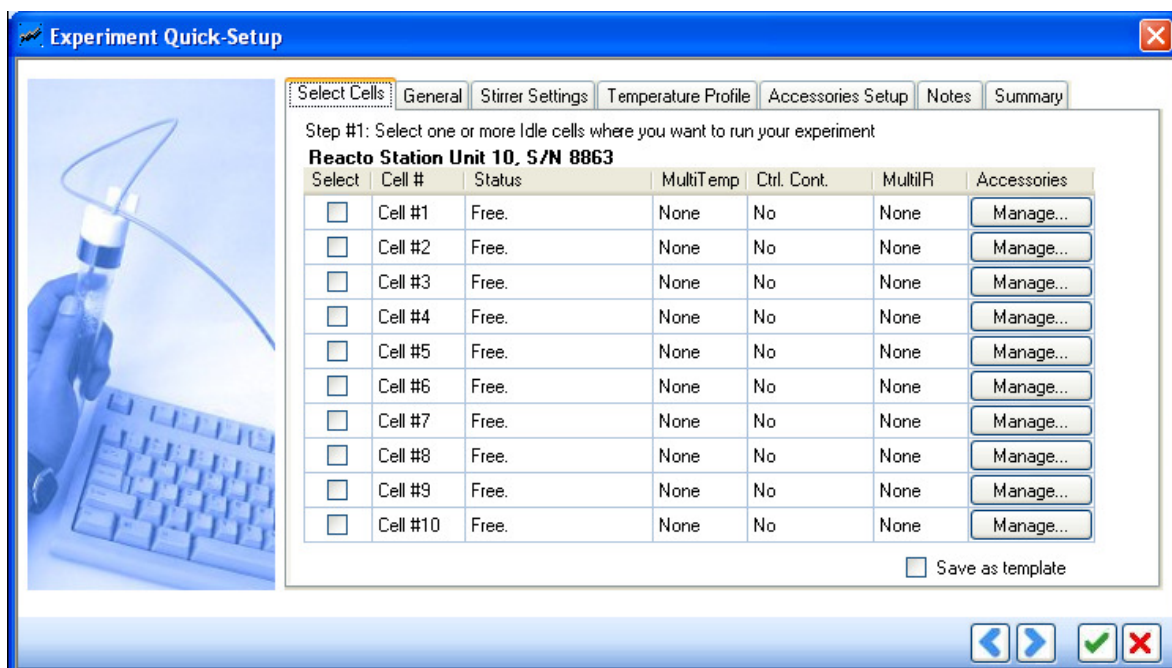 Experiment Quick-Setup
Select Cells General Stirrer Settings Temperature Profile Accessories Setup Notes Summary
Step #1: Select one or more Idle cells where you want to run your experiment
Reacto Station Unit 10, S/N 8863
Select Cell # Status MultiTemp Ctrl. Cont. MultiIR Accessories
Cell #1 Free. None No None Manage...
Cell #2 Free. None No None Manage...
Cell #3 Free. None No None Manage...
Cell #4 Free. None No None Manage...
Cell #5 Free. None No None Manage...
Cell #6 Free. None No None Manage...
Cell #7 Free. None No None Manage...
Cell #8 Free. None No None Manage...
Cell #9 Free. None No None Manage...
Cell #10 Free. None No None Manage...
Save as template